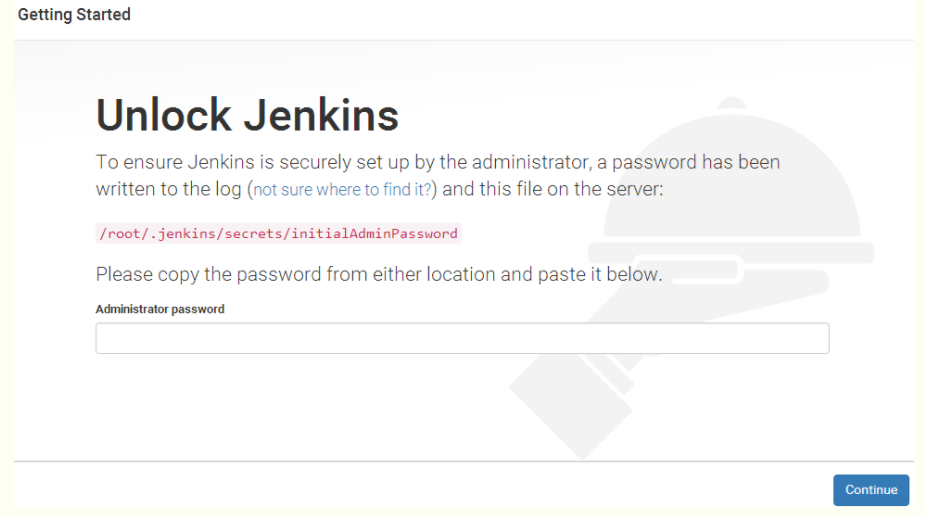 Getting Started
Unlock Jenkins
To ensure Jenkins is securely set up by the administrator, a password has been
written to the log (not sure where to find it?) and this file on the server:
/root/.jenkins/secrets/initialAdminPassword
Please copy the password from either location and paste it below.
Administrator password
Continue